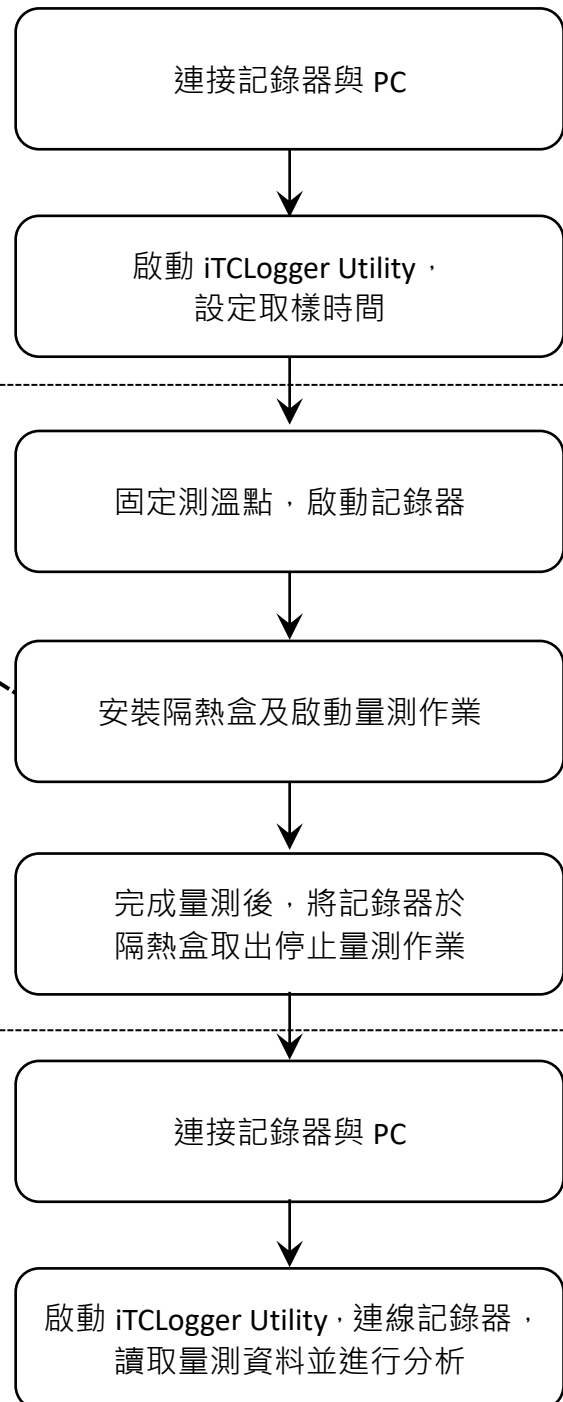 連接記錄器與 PC
啟動 iTCLogger Utility，
設定取樣時間
固定測溫點，啟動記錄器
安裝隔熱盒及啟動量測作業
完成量測後，將記錄器於
隔熱盒取出停止量測作業
連接記錄器與 PC
啟動 iTCLogger Utility，連線記錄器，
讀取量測資料並進行分析